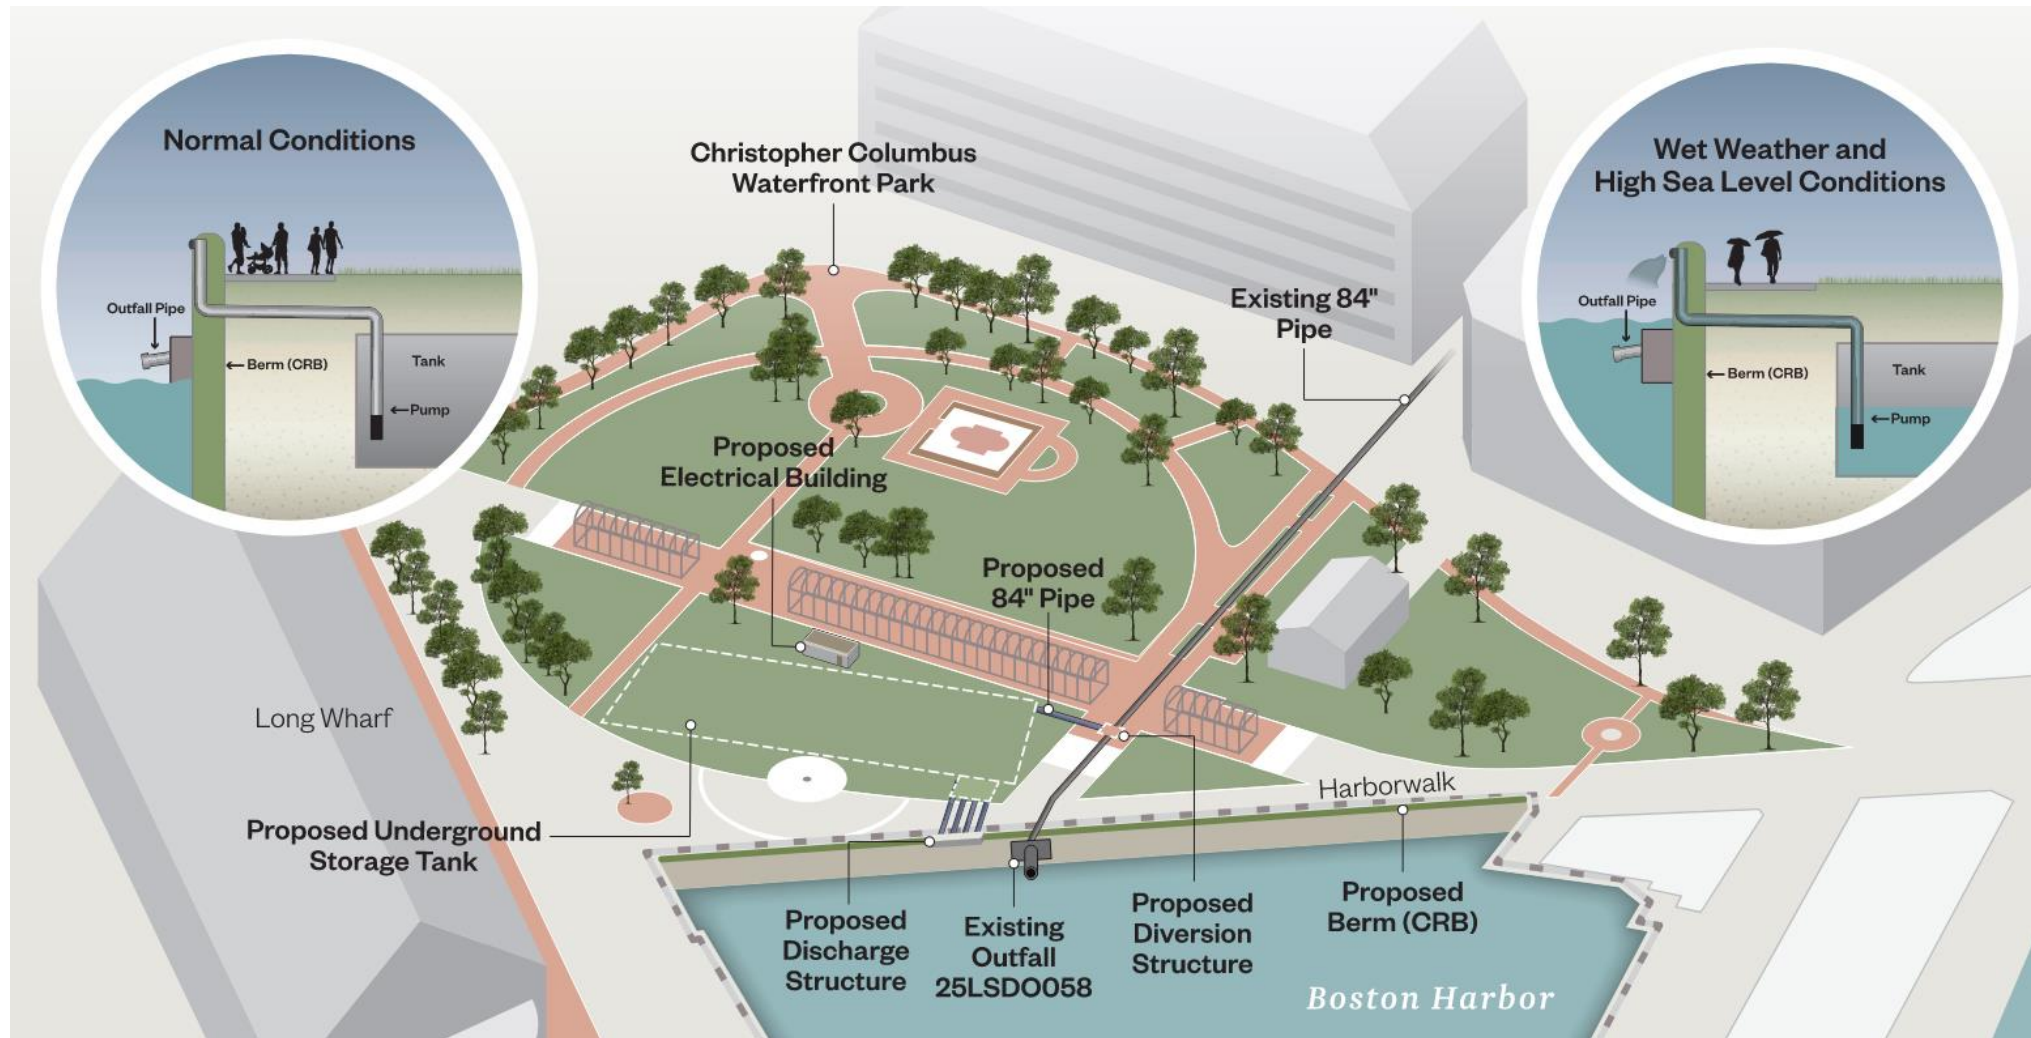 Normal Conditions
Outfall Pipe
Berm (CRB)
Tank
Pump
Christopher Columbus
Waterfront Park
Wet Weather and
High Sea Level Conditions
Outfall Pipe
Berm (CRB)
Tank
Pump
Existing 84"
Pipe
Proposed
Electrical Building
Proposed
84" Pipe
Long Wharf
Harborwalk
Proposed Underground
Storage Tank
Proposed
Discharge
Structure
Existing
Outfall
25LSDO058
Proposed
Diversion
Structure
Proposed
Berm (CRB)
Boston Harbor